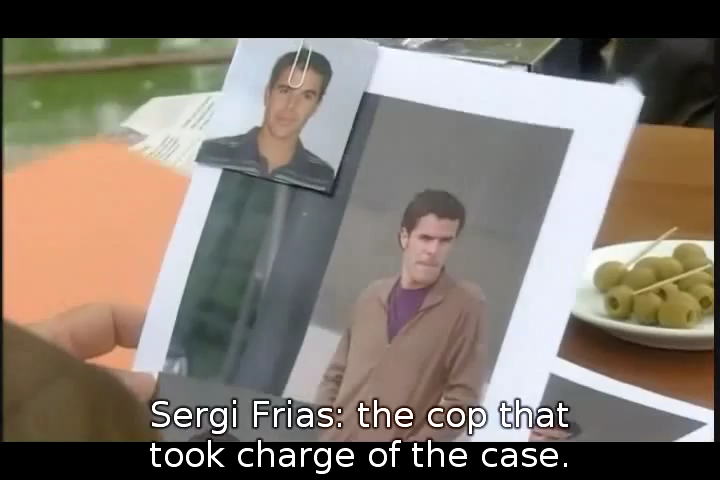 Sergi Frias: the cop that
took charge of the case.